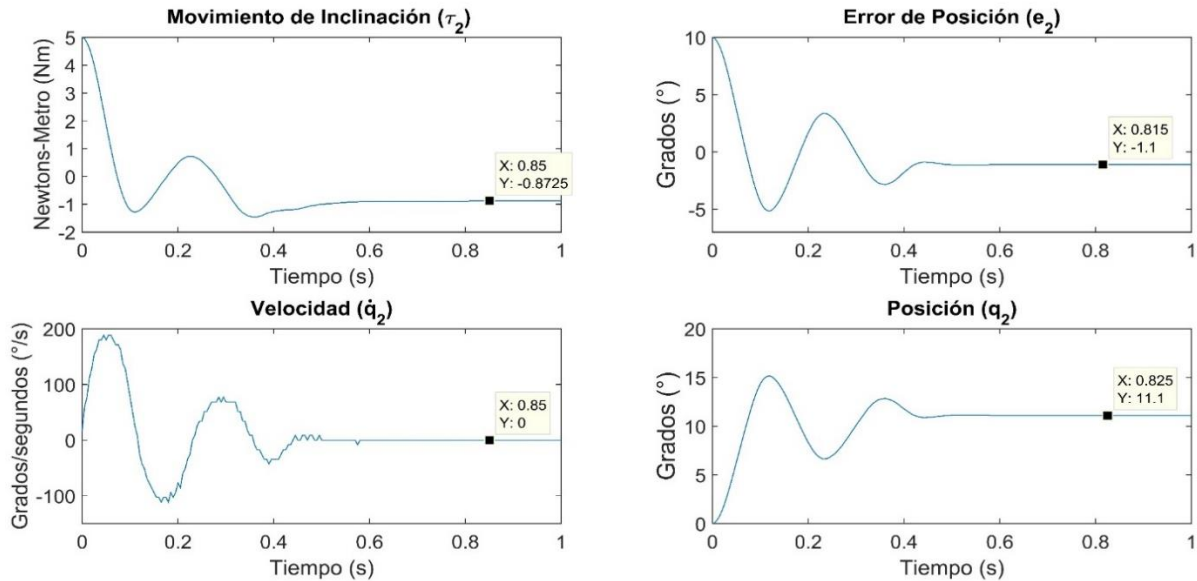 Movimiento de Inclinación (τ₂)
Newtons-Metro (Nm)
5
4
3
2
1
0
-1
-2
X: 0.85
Y: -0.8725
0 0.2 0.4 0.6 0.8 1
Tiempo (s)
Error de Posición (e₂)
Grados (°)
10
5
0
-5
X: 0.815
Y: -1.1
0 0.2 0.4 0.6 0.8 1
Tiempo (s)
Velocidad (q̇₂)
Grados/segundos (°/s)
200
100
0
-100
X: 0.85
Y: 0
0 0.2 0.4 0.6 0.8 1
Tiempo (s)
Posición (q₂)
Grados (°)
20
15
10
5
0
X: 0.825
Y: 11.1
0 0.2 0.4 0.6 0.8 1
Tiempo (s)